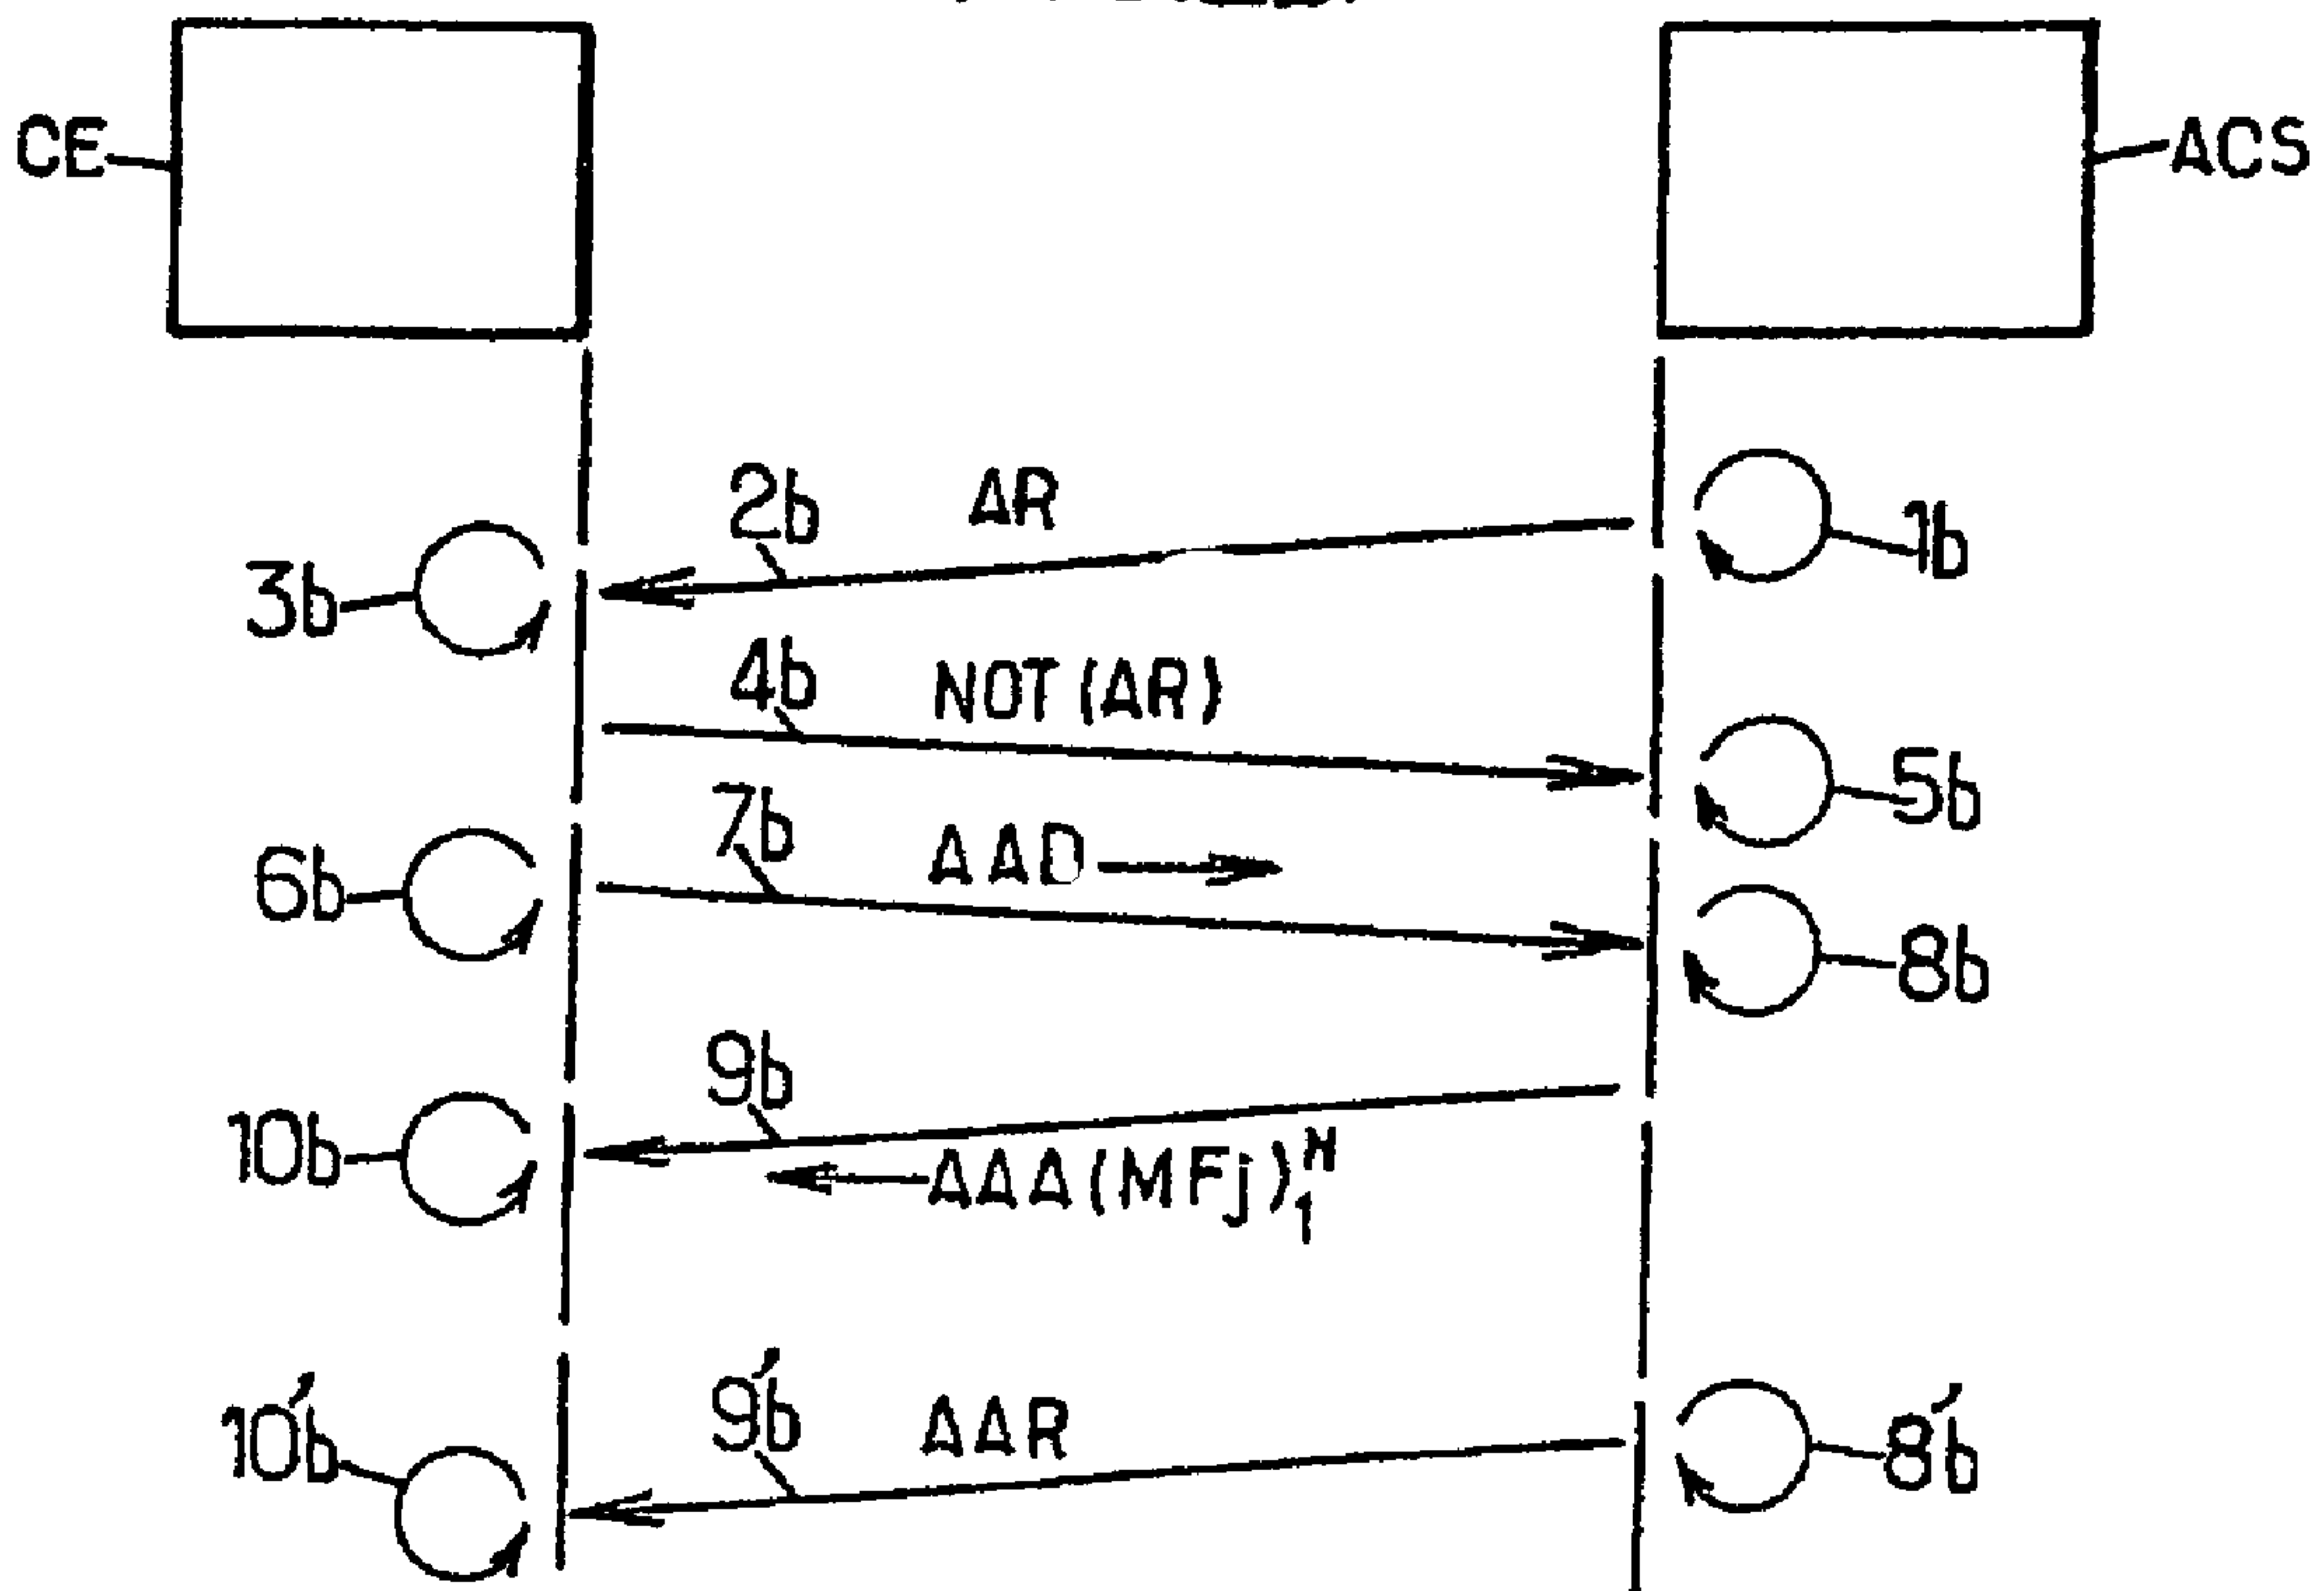 CE
ACS
2b AR
1b
3b
4b NOT(AR)
5b
7b AAD
6b
8b
9b
10b
AAA(MFj)
1
9'b AAR
10'b
8'b